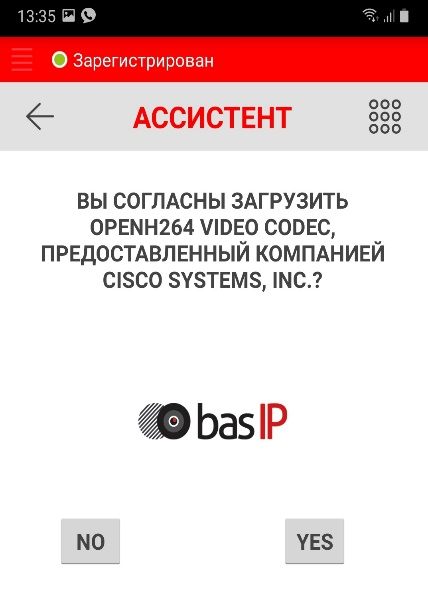 13:35
Зарегистрирован
АССИСТЕНТ
ВЫ СОГЛАСНЫ ЗАГРУЗИТЬ
OPENH264 VIDEO CODEC,
ПРЕДОСТАВЛЕННЫЙ КОМПАНИЕЙ
CISCO SYSTEMS, INC.?
bas IP
NO YES